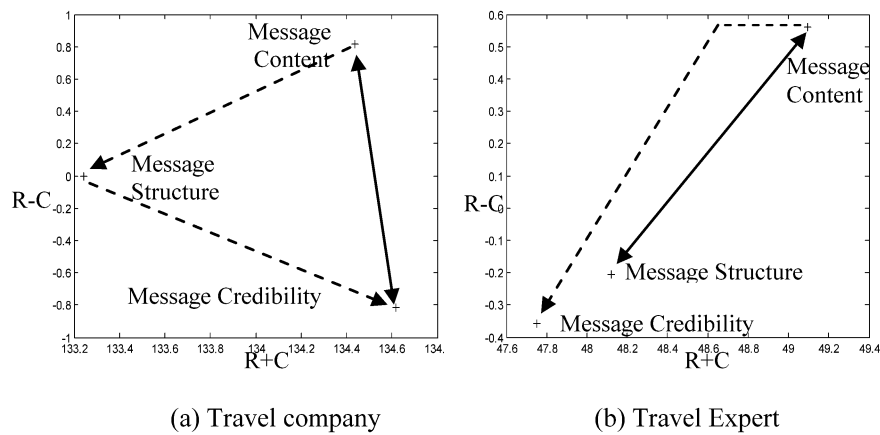 1
0.8
0.6
0.4
0.2
0
-0.2
-0.4
-0.6
-0.8
-1
R-C
Message
Content
Message
Structure
Message Credibility
133.2 133.4 133.6 133.8 134 134.2 134.4 134.6 134.
R+C
(a) Travel company
0.6
0.5
0.4
0.3
0.2
0.1
0
-0.1
-0.2
-0.3
-0.4
R-C
Message
Content
Message Structure
Message Credibility
47.6 47.8 48 48.2 48.4 48.6 48.8 49 49.2 49.4
R+C
(b) Travel Expert